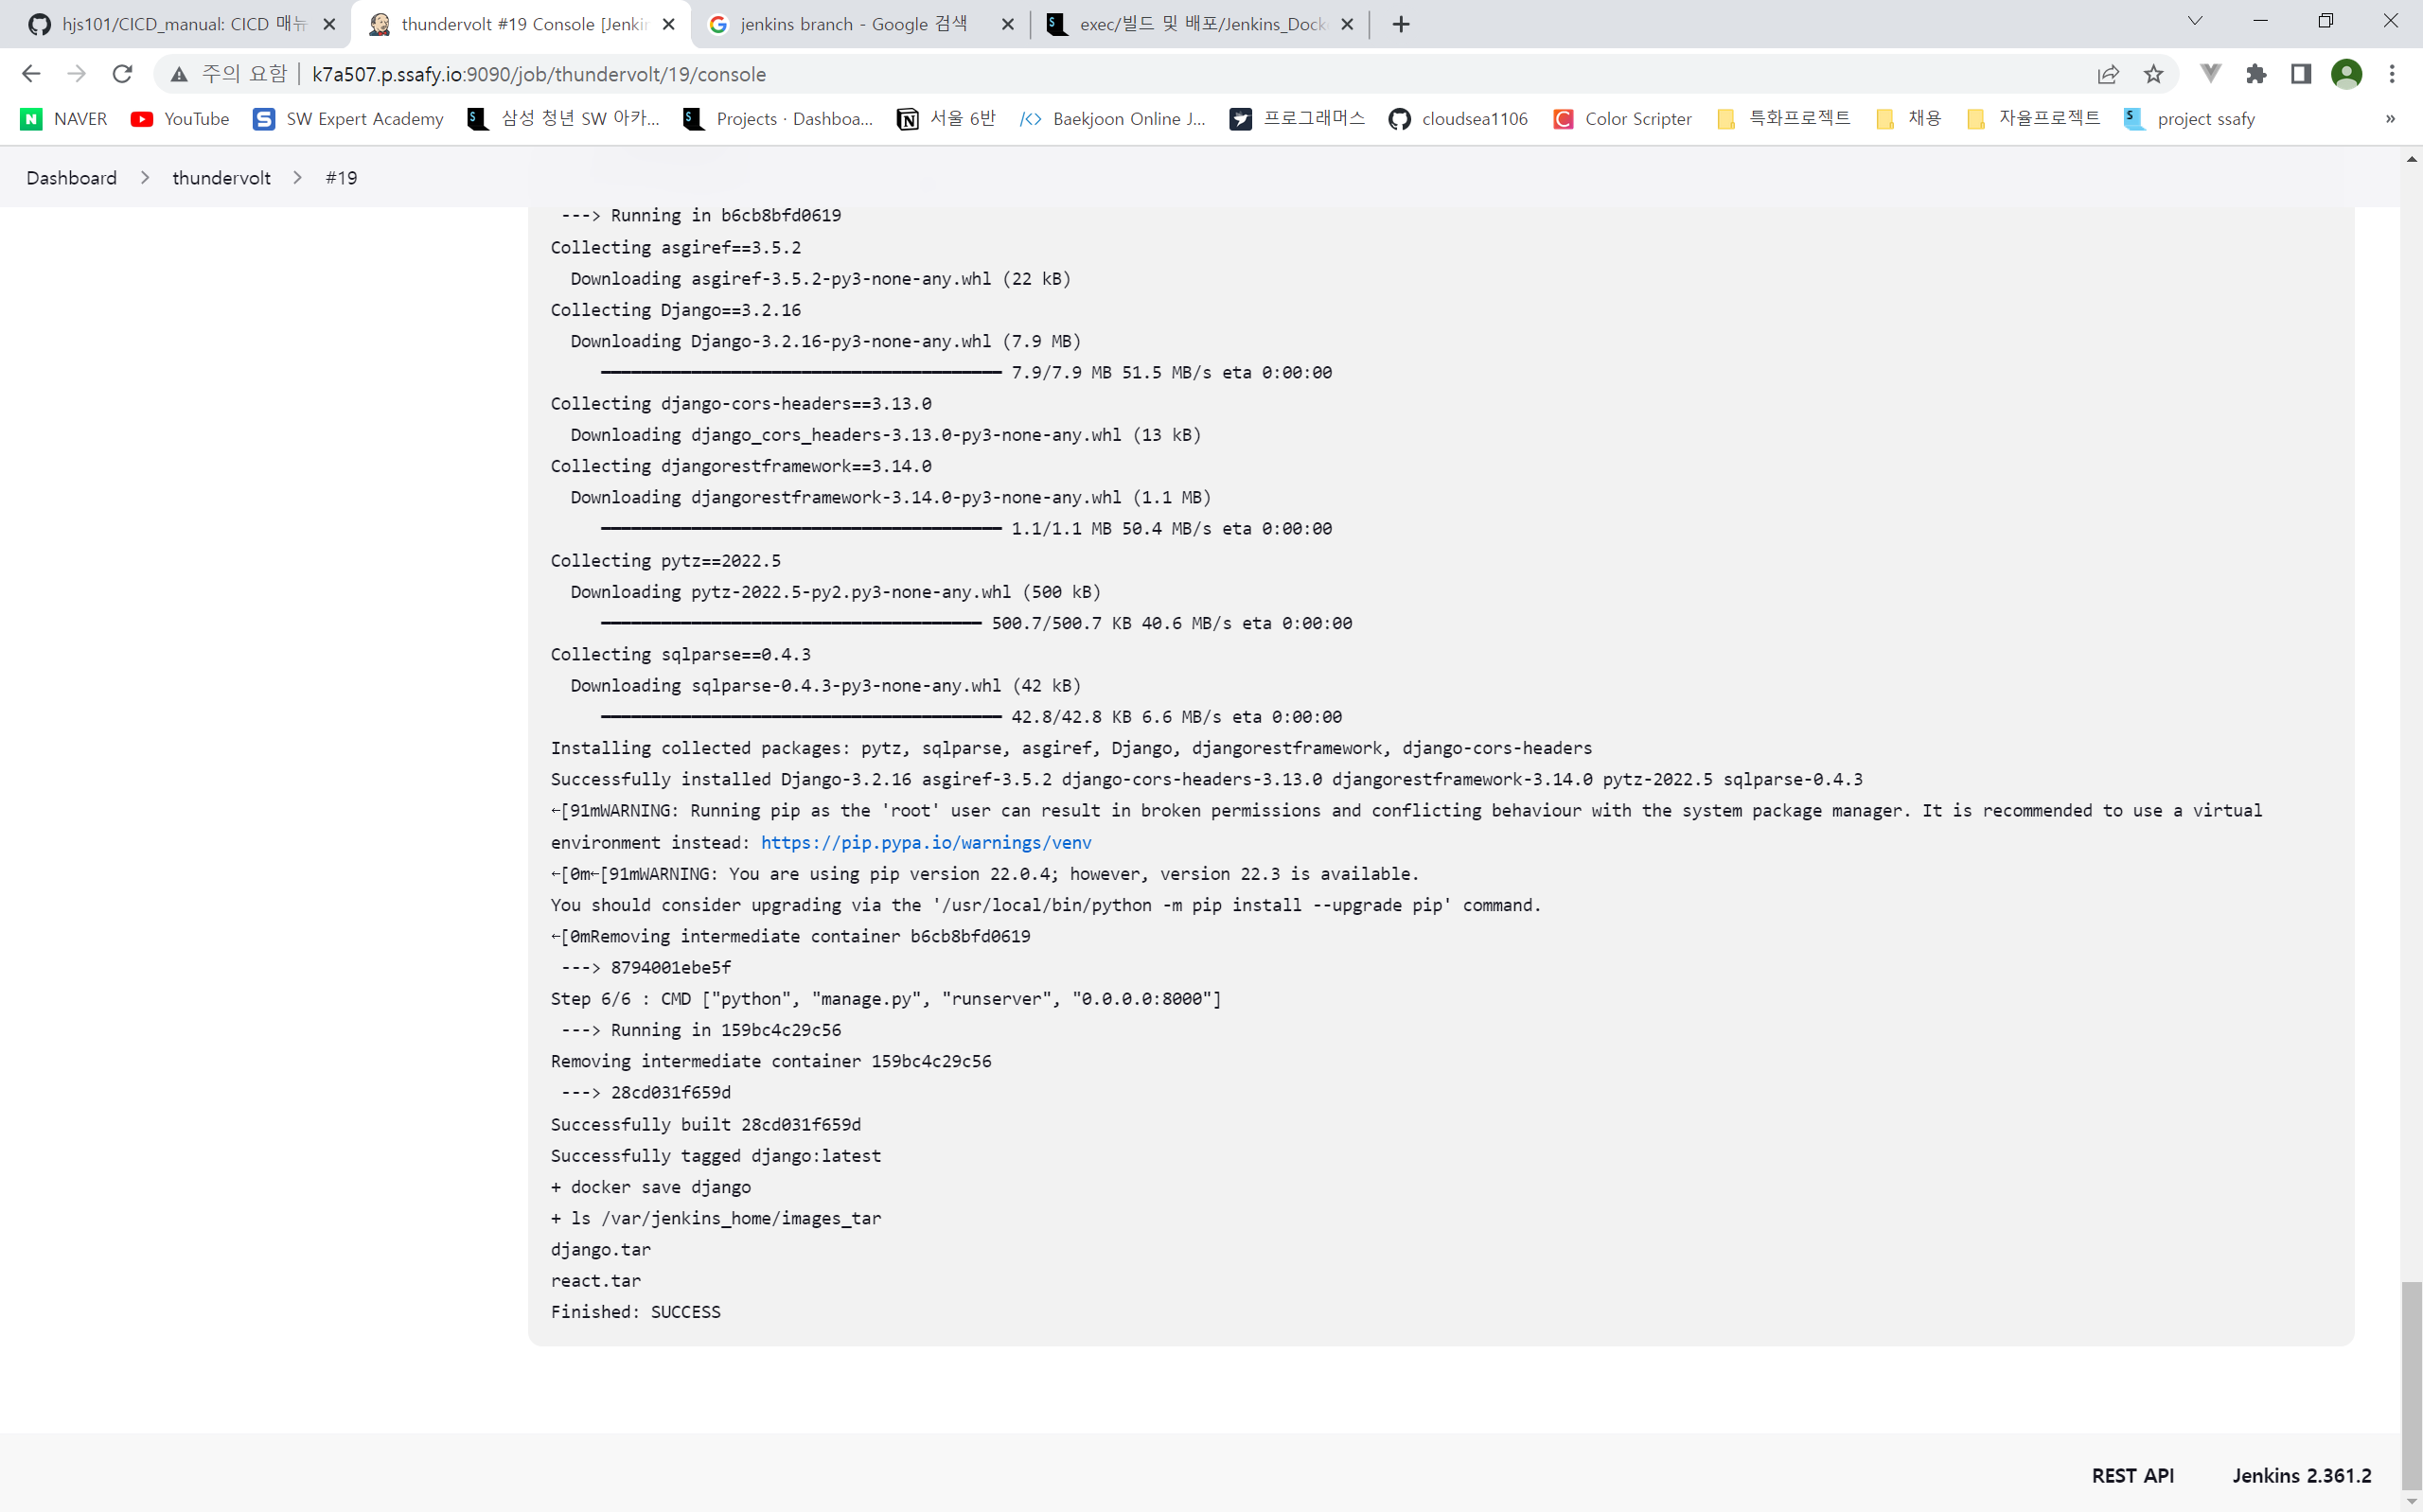 hjs101/CICD_manual: CICD 매뉴
thundervolt #19 Console [Jenkin
jenkins branch - Google 검색
exec/빌드 및 배포/Jenkins_Docke
주의 요함
k7a507.p.ssafy.io:9090/job/thundervolt/19/console
NAVER
YouTube
SW Expert Academy
삼성 청년 SW 아카...
Projects · Dashboa...
서울 6반
Baekjoon Online J...
프로그래머스
cloudsea1106
Color Scripter
특화프로젝트
채용
자율프로젝트
project ssafy
»
Dashboard > thundervolt > #19
---> Running in b6cb8bfd0619
Collecting asgiref==3.5.2
Downloading asgiref-3.5.2-py3-none-any.whl (22 kB)
Collecting Django==3.2.16
Downloading Django-3.2.16-py3-none-any.whl (7.9 MB)
━━━━━━━━━━━━━━━━━━━━━━━━━━━━━━━━━━━━━━━━ 7.9/7.9 MB 51.5 MB/s eta 0:00:00
Collecting django-cors-headers==3.13.0
Downloading django_cors_headers-3.13.0-py3-none-any.whl (13 kB)
Collecting djangorestframework==3.14.0
Downloading djangorestframework-3.14.0-py3-none-any.whl (1.1 MB)
━━━━━━━━━━━━━━━━━━━━━━━━━━━━━━━━━━━━━━━━ 1.1/1.1 MB 50.4 MB/s eta 0:00:00
Collecting pytz==2022.5
Downloading pytz-2022.5-py2.py3-none-any.whl (500 kB)
━━━━━━━━━━━━━━━━━━━━━━━━━━━━━━━━━━━━━━ 500.7/500.7 KB 40.6 MB/s eta 0:00:00
Collecting sqlparse==0.4.3
Downloading sqlparse-0.4.3-py3-none-any.whl (42 kB)
━━━━━━━━━━━━━━━━━━━━━━━━━━━━━━━━━━━━━━━━ 42.8/42.8 KB 6.6 MB/s eta 0:00:00
Installing collected packages: pytz, sqlparse, asgiref, Django, djangorestframework, django-cors-headers
Successfully installed Django-3.2.16 asgiref-3.5.2 django-cors-headers-3.13.0 djangorestframework-3.14.0 pytz-2022.5 sqlparse-0.4.3
←[91mWARNING: Running pip as the 'root' user can result in broken permissions and conflicting behaviour with the system package manager. It is recommended to use a virtual
environment instead: https://pip.pypa.io/warnings/venv
←[0m←[91mWARNING: You are using pip version 22.0.4; however, version 22.3 is available.
You should consider upgrading via the '/usr/local/bin/python -m pip install --upgrade pip' command.
←[0mRemoving intermediate container b6cb8bfd0619
---> 8794001ebe5f
Step 6/6 : CMD ["python", "manage.py", "runserver", "0.0.0.0:8000"]
---> Running in 159bc4c29c56
Removing intermediate container 159bc4c29c56
---> 28cd031f659d
Successfully built 28cd031f659d
Successfully tagged django:latest
+ docker save django
+ ls /var/jenkins_home/images_tar
django.tar
react.tar
Finished: SUCCESS
REST API
Jenkins 2.361.2